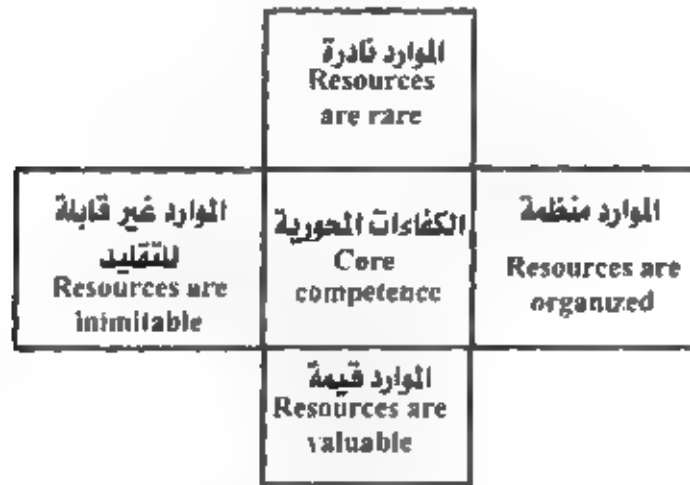 الموارد نادرة
Resources
are rare
الموارد غير قابلة
للتقليد
Resources are
inimitable
الكفاءات المحورية
Core
competence
الموارد منظمة
Resources are
organized
الموارد قيمة
Resources are
valuable